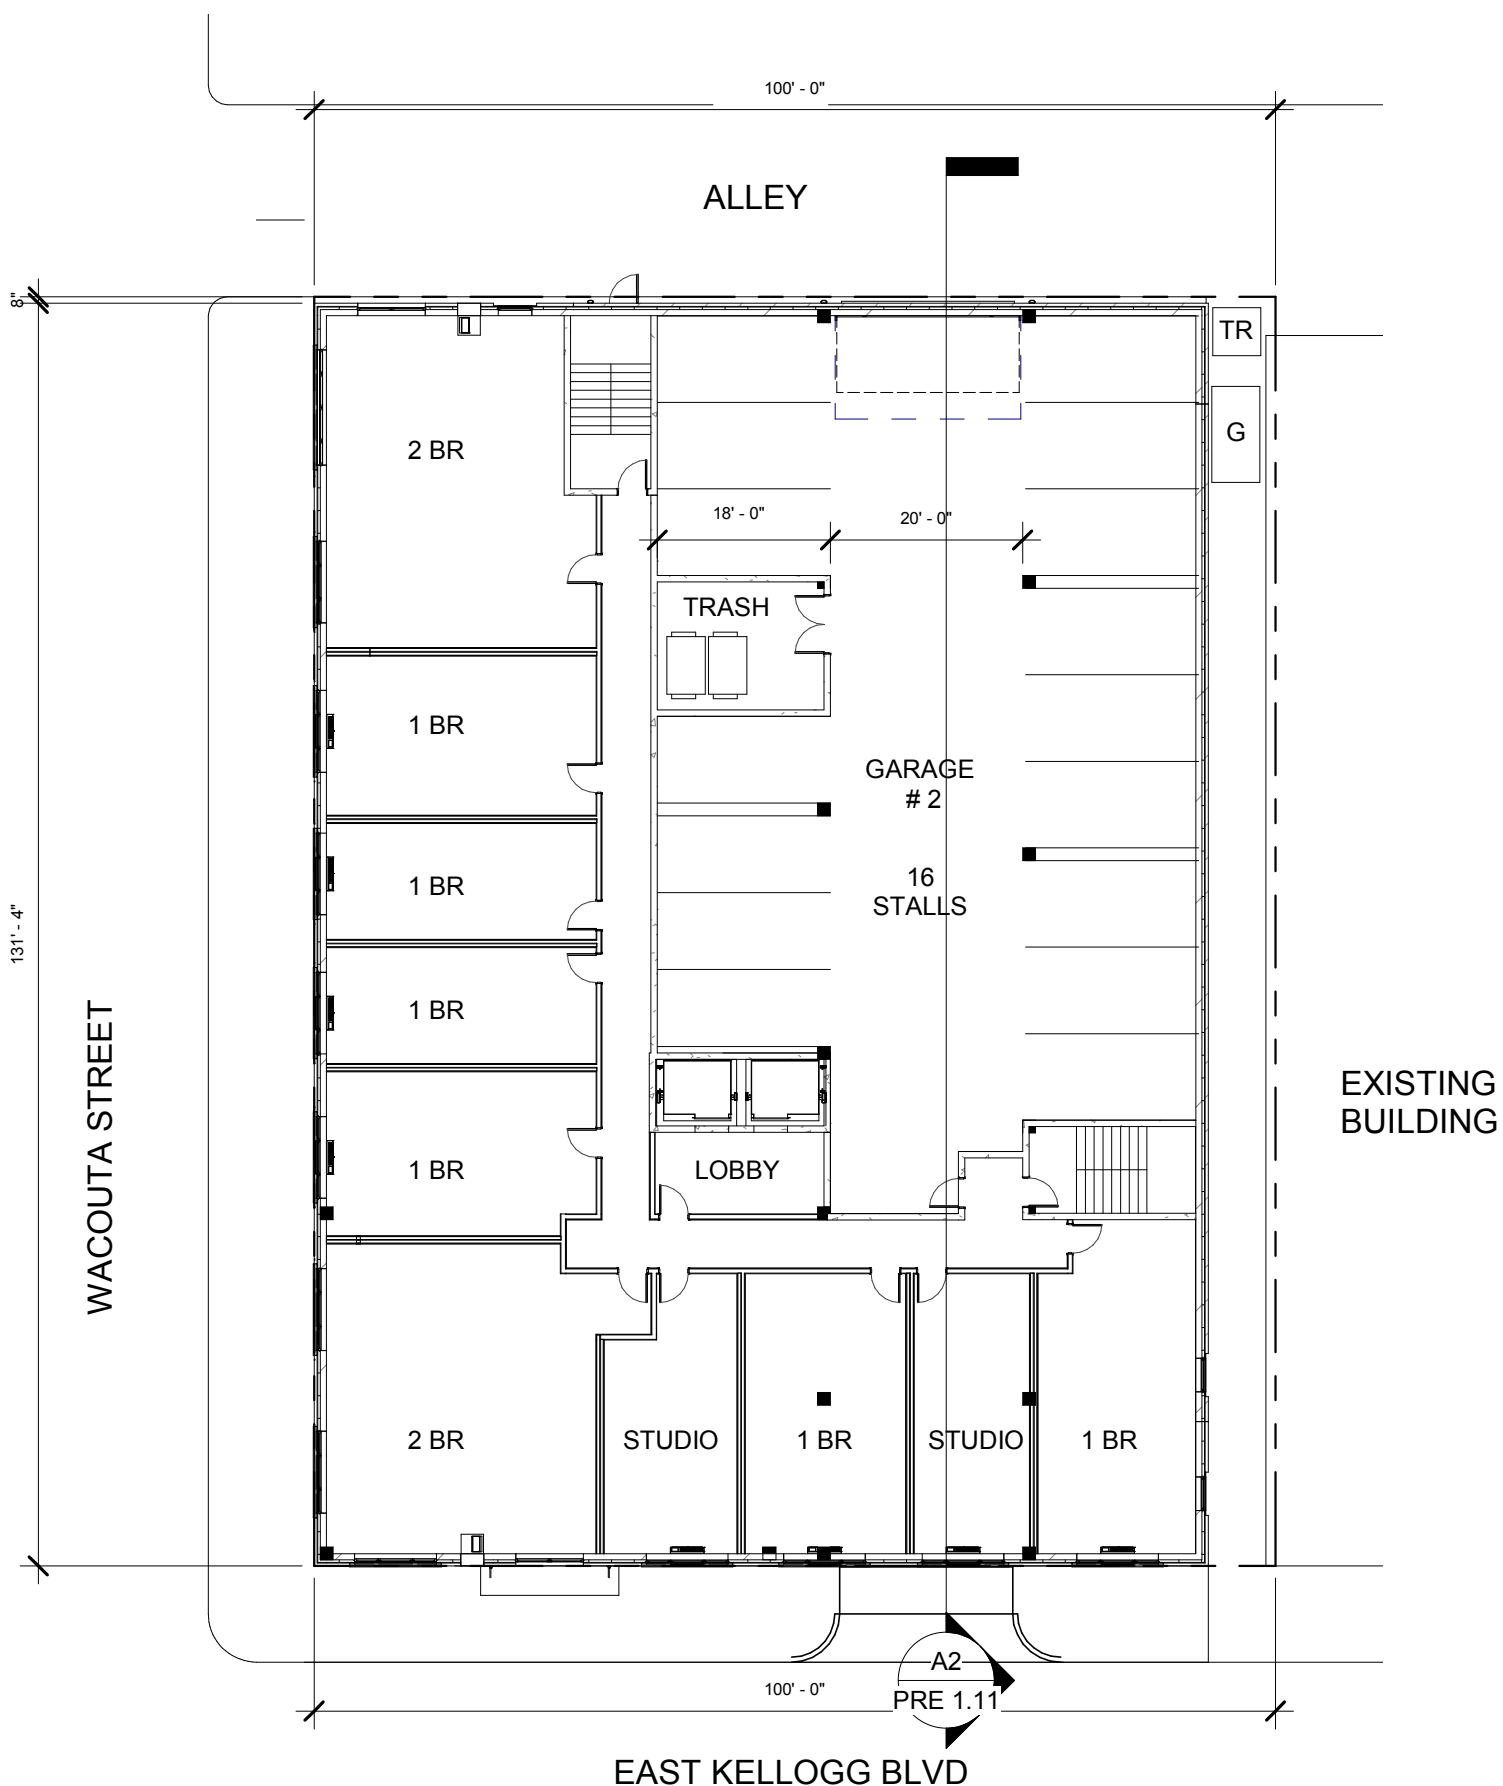 100' - 0"
ALLEY
8"
TR
2 BR
G
18' - 0"
20' - 0"
TRASH
1 BR
GARAGE
# 2
1 BR
16
STALLS
131' - 4"
1 BR
WACOUTA STREET
EXISTING
BUILDING
1 BR
LOBBY
2 BR
STUDIO
1 BR
STUDIO
1 BR
A2
PRE 1.11
100' - 0"
EAST KELLOGG BLVD